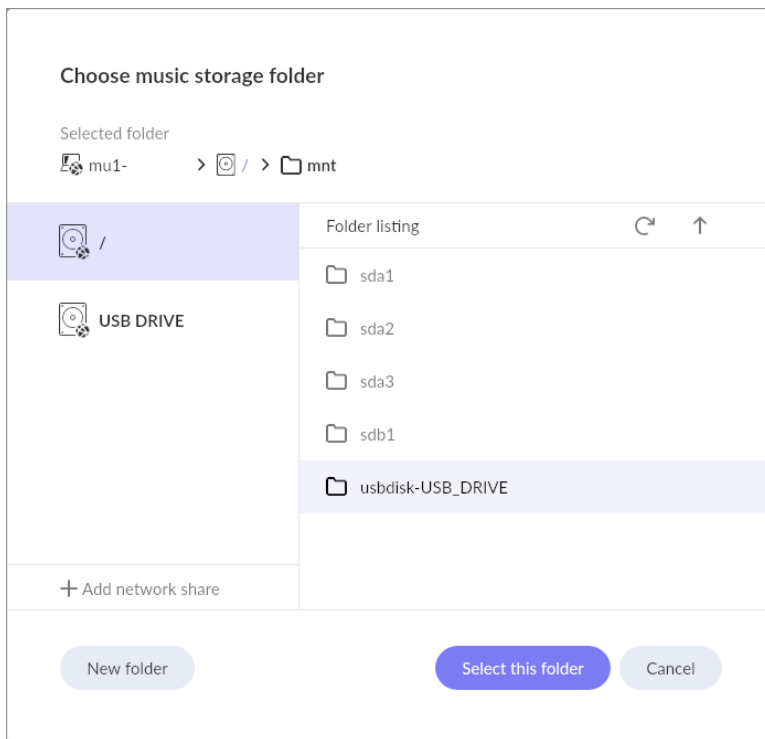 Choose music storage folder
Selected folder
mu1- > / > mnt
/
USB DRIVE
Add network share
Folder listing
sda1
sda2
sda3
sdb1
usbdisk-USB_DRIVE
New folder
Select this folder
Cancel